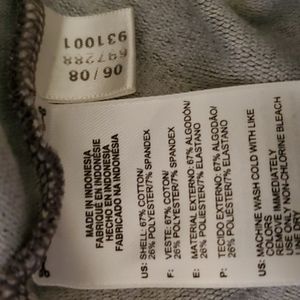 06 / 08
697288
931001
MADE IN INDONESIA
FABRIQUE EN INDONÉSIE
HECHO EN INDONESIA
FABRICADO NA INDONÉSIA
US: SHELL: 67% COTTON/
26% POLYESTER/7% SPANDEX
F: VESTE: 67% COTON/
26% POLYESTER/7% SPANDEX
E: MATERIAL EXTERNO: 67% ALGODÓN/
26% POLIÉSTER/7% ELASTANO
P: TECIDO EXTERNO: 67% ALGODÃO/
26% POLIÉSTER/7% ELASTANO
US: MACHINE WASH COLD WITH LIKE
COLORS
REMOVE IMMEDIATELY
USE ONLY NON-CHLORINE BLEACH
LINE DRY